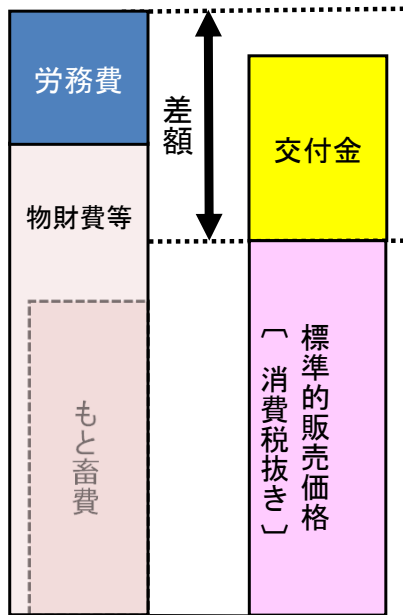 労務費
物財費等
もと畜費
差額
交付金
標準的販売価格
〔消費税抜き〕